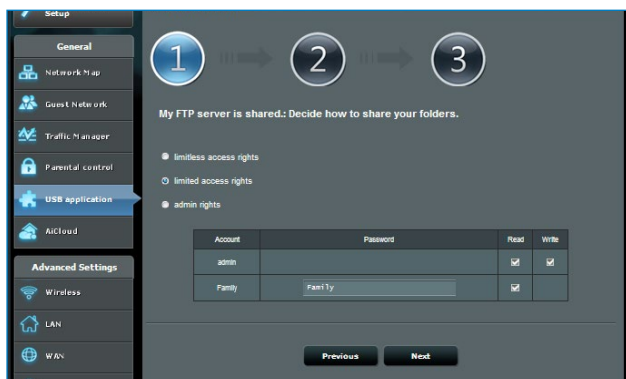 Setup
General
Network Map
Guest Network
Traffic Manager
Parental control
USB application
AiCloud
Advanced Settings
Wireless
LAN
WAN
1
2
3
My FTP server is shared.: Decide how to share your folders.
limitless access rights
limited access rights
admin rights
Account Password Read Write
admin
Family Family
Previous Next